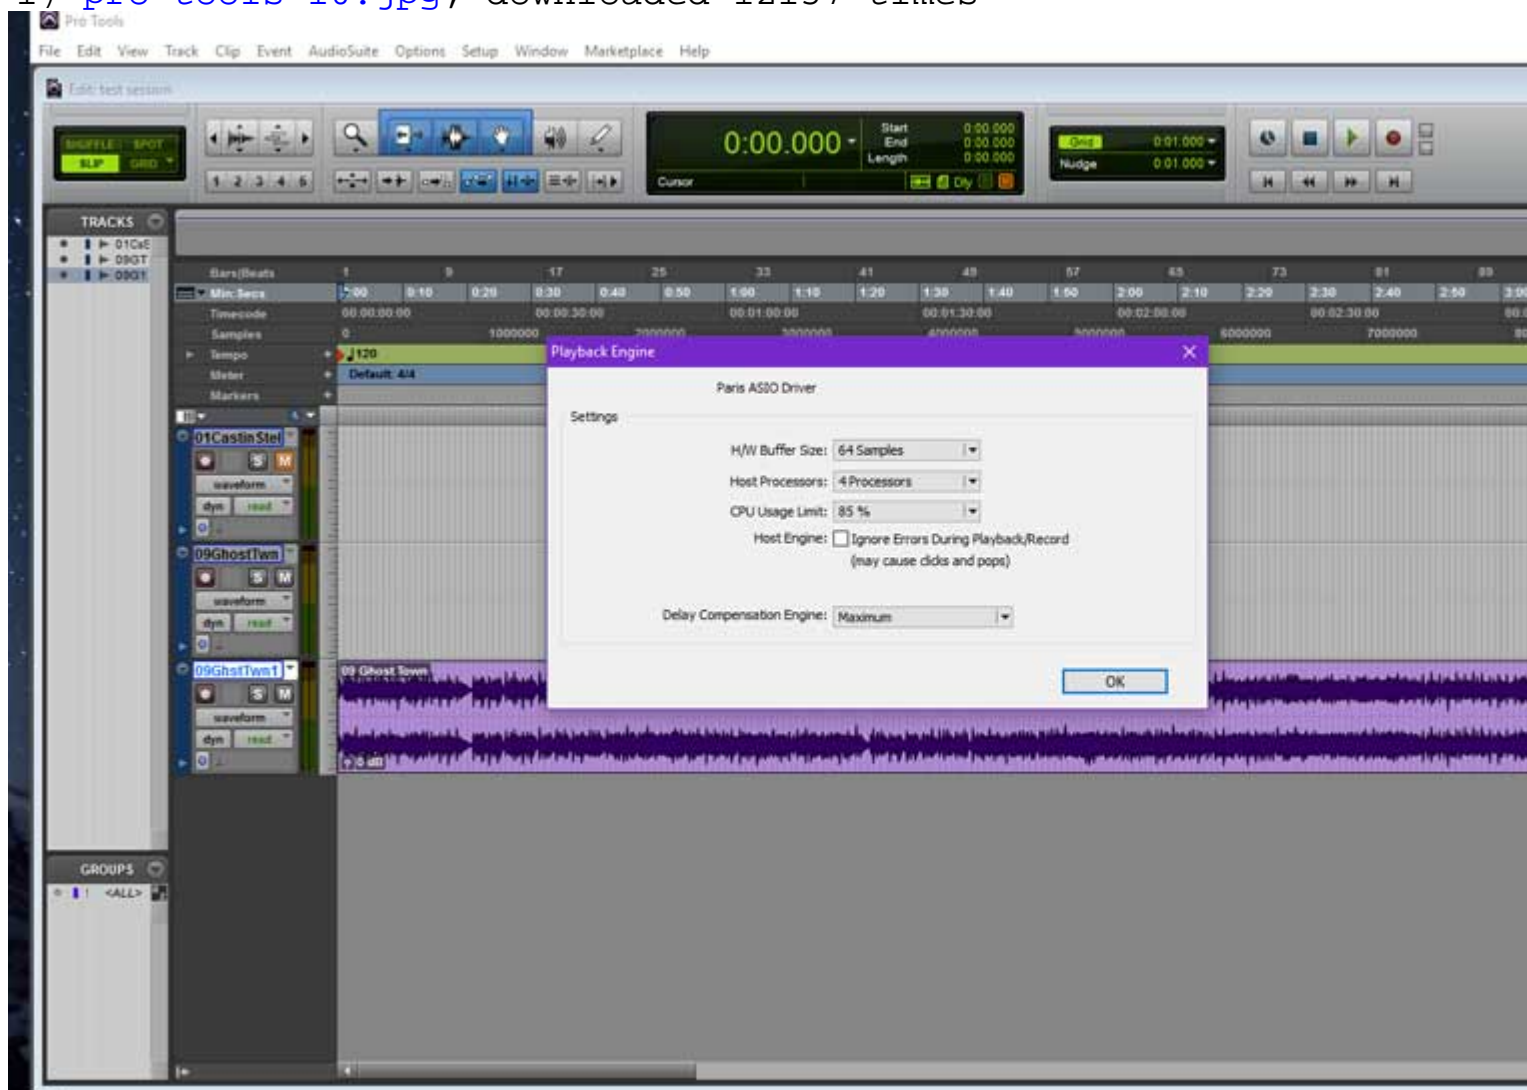 Pro Tools
File Edit View Track Clip Event AudioSuite Options Setup Window Marketplace Help
Edit: test session
SHUFFLE SPOT
SLIP GRID
1 2 3 4 5
0:00.000
Start 0:00.000
End 0:00.000
Length 0:00.000
Cursor
Dly
Grid 0:01.000
Nudge 0:01.000
TRACKS
01CaS
09GT
09GT
Bars|Beats 1 9 17 25 33 41 49 57 65 73 81 89
Min:Secs 0:00 0:10 0:20 0:30 0:40 0:50 1:00 1:10 1:20 1:30 1:40 1:50 2:00 2:10 2:20 2:30 2:40 2:50 3:00
Timecode 00:00:00:00 00:00:30:00 00:01:00:00 00:01:30:00 00:02:00:00 00:02:30:00
Samples 0 1000000 2000000 3000000 4000000 5000000 6000000 7000000
Tempo 120
Meter Default: 4/4
Markers
Playback Engine
Paris ASIO Driver
Settings
H/W Buffer Size: 64 Samples
Host Processors: 4 Processors
CPU Usage Limit: 85 %
Host Engine: Ignore Errors During Playback/Record
(may cause clicks and pops)
Delay Compensation Engine: Maximum
OK
01CastinStel
S M
waveform
dyn read
09GhostTwn
S M
waveform
dyn read
09GhstTwn1
S M
waveform
dyn read
09 Ghost Town
0 dB
GROUPS
! <ALL>